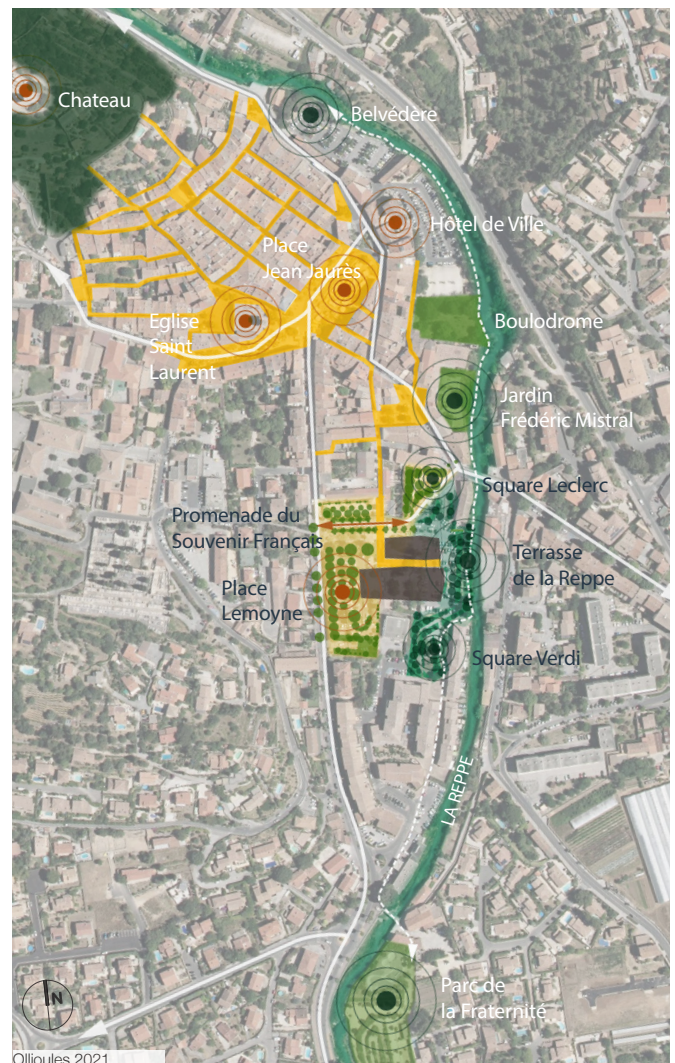 Chateau
Belvédère
Hôtel de Ville
Place
Jean Jaurès
Eglise
Saint
Laurent
Boulodrome
Jardin
Frédéric Mistral
Square Leclerc
Promenade du
Souvenir Français
Terrasse
de la Reppe
Place
Lemoyne
Square Verdi
LA REPPE
Parc de
la Fraternité
N
Ollioules 2021